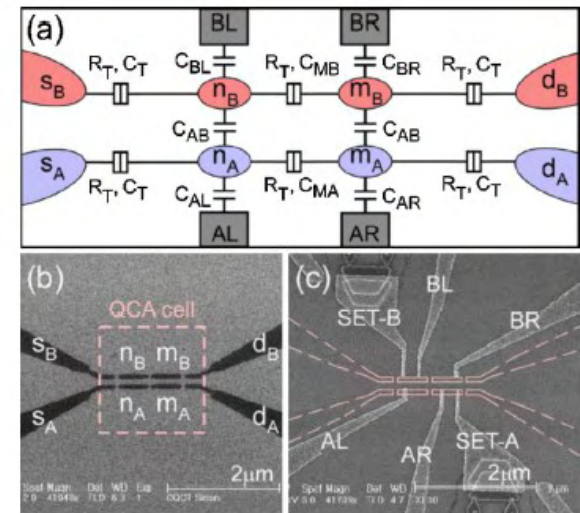 (a)
BL BR
C_BL C_BR
s_B R_T, C_T n_B R_T, C_MB m_B R_T, C_T d_B
C_AB C_AB
s_A R_T, C_T n_A R_T, C_MA m_A R_T, C_T d_A
C_AL C_AR
AL AR
(b)
QCA cell
s_B n_B m_B d_B
s_A n_A m_A d_A
2μm
(c)
BL
SET-B BR
AL SET-A
AR
2μm